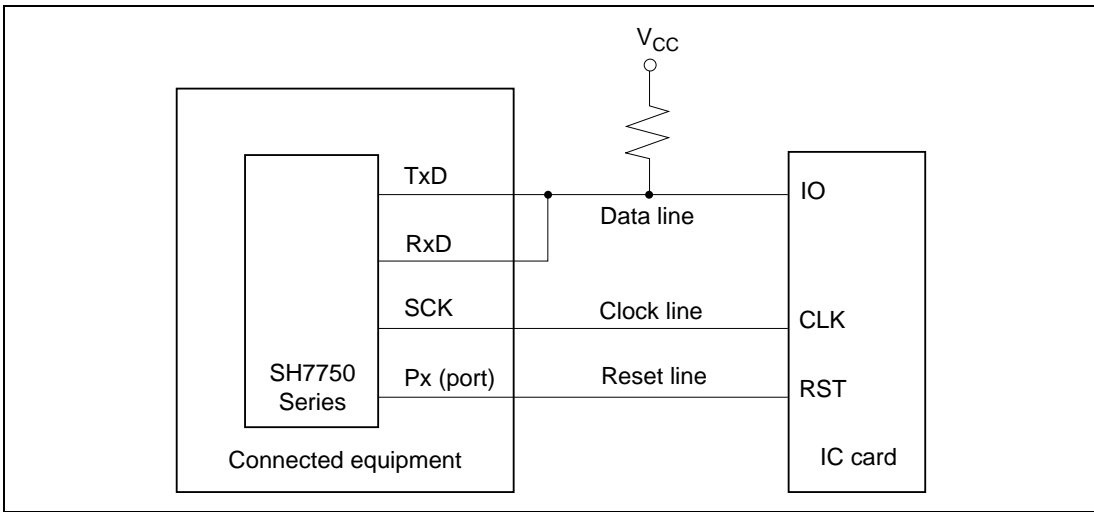 VCC
TxD
IO
Data line
RxD
SCK
Clock line
CLK
SH7750
Series
Px (port)
Reset line
RST
Connected equipment
IC card